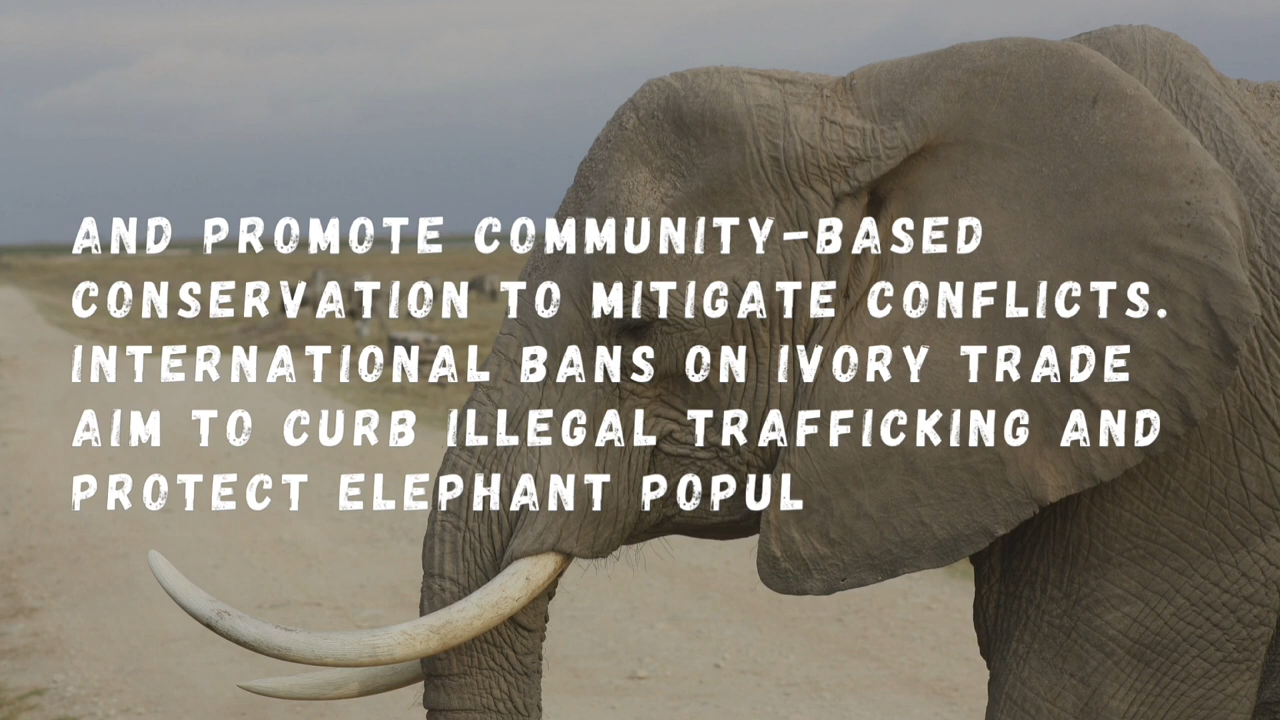 AND PROMOTE COMMUNITY-BASED
CONSERVATION TO MITIGATE CONFLICTS.
INTERNATIONAL BANS ON IVORY TRADE
AIM TO CURB ILLEGAL TRAFFICKING AND
PROTECT ELEPHANT POPUL